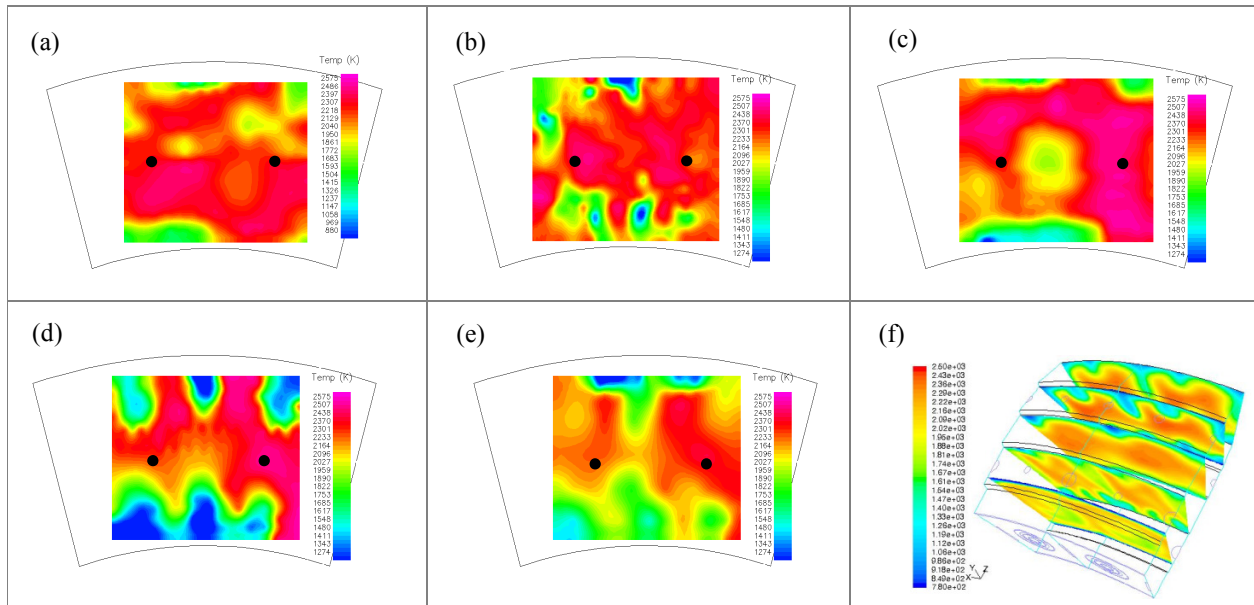 (a)
Temp (K)
2575
2486
2397
2318
2129
2040
1950
1861
1772
1683
1593
1504
1415
1326
1237
1147
1058
969
880
(b)
Temp (K)
2575
2507
2438
2370
2301
2233
2164
2096
2027
1959
1890
1822
1753
1685
1617
1548
1480
1411
1343
1274
(c)
Temp (K)
2575
2507
2438
2370
2301
2233
2164
2096
2027
1959
1890
1822
1753
1685
1617
1548
1480
1411
1343
1274
(d)
Temp (K)
2575
2507
2438
2370
2301
2233
2164
2096
2027
1959
1890
1822
1753
1685
1617
1548
1480
1411
1343
1274
(e)
Temp (K)
2575
2507
2438
2370
2301
2233
2164
2096
2027
1959
1890
1822
1753
1685
1617
1548
1480
1411
1343
1274
(f)
2.50e+03
2.43e+03
2.36e+03
2.29e+03
2.22e+03
2.16e+03
2.09e+03
2.02e+03
1.95e+03
1.88e+03
1.81e+03
1.74e+03
1.67e+03
1.61e+03
1.54e+03
1.47e+03
1.40e+03
1.33e+03
1.26e+03
1.19e+03
1.12e+03
1.06e+03
9.86e+02
9.18e+02
8.49e+02
7.80e+02
Y
X
Z